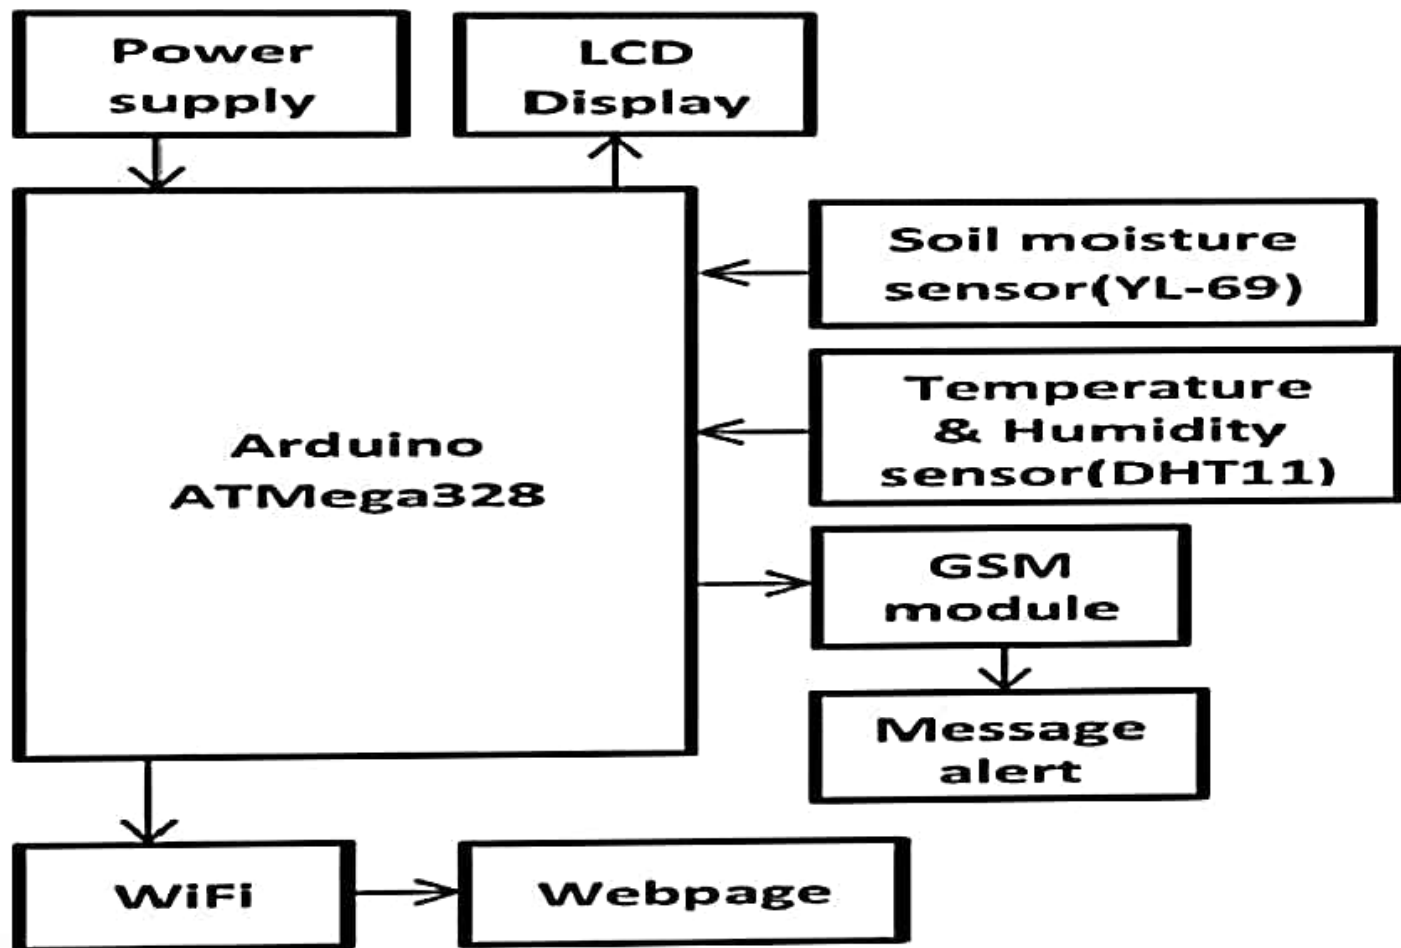 Power
supply
LCD
Display
Soil moisture
sensor(YL-69)
Temperature
& Humidity
sensor(DHT11)
Arduino
ATMega328
GSM
module
Message
alert
WiFi
Webpage